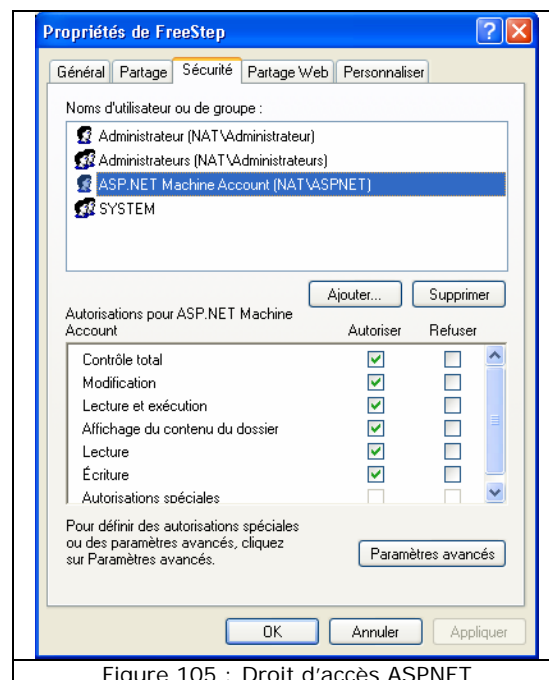 Propriétés de FreeStep
Général Partage Sécurité Partage Web Personnaliser
Noms d'utilisateur ou de groupe :
Administrateur (NAT\Administrateur)
Administrateurs (NAT\Administrateurs)
ASP.NET Machine Account (NAT\ASPNET)
SYSTEM
Ajouter... Supprimer
Autorisations pour ASP.NET Machine
Account Autoriser Refuser
Contrôle total
Modification
Lecture et exécution
Affichage du contenu du dossier
Lecture
Écriture
Autorisations spéciales
Pour définir des autorisations spéciales
ou des paramètres avancés, cliquez
sur Paramètres avancés.
Paramètres avancés
OK Annuler Appliquer
Figure 105 : Droit d'accès ASPNET